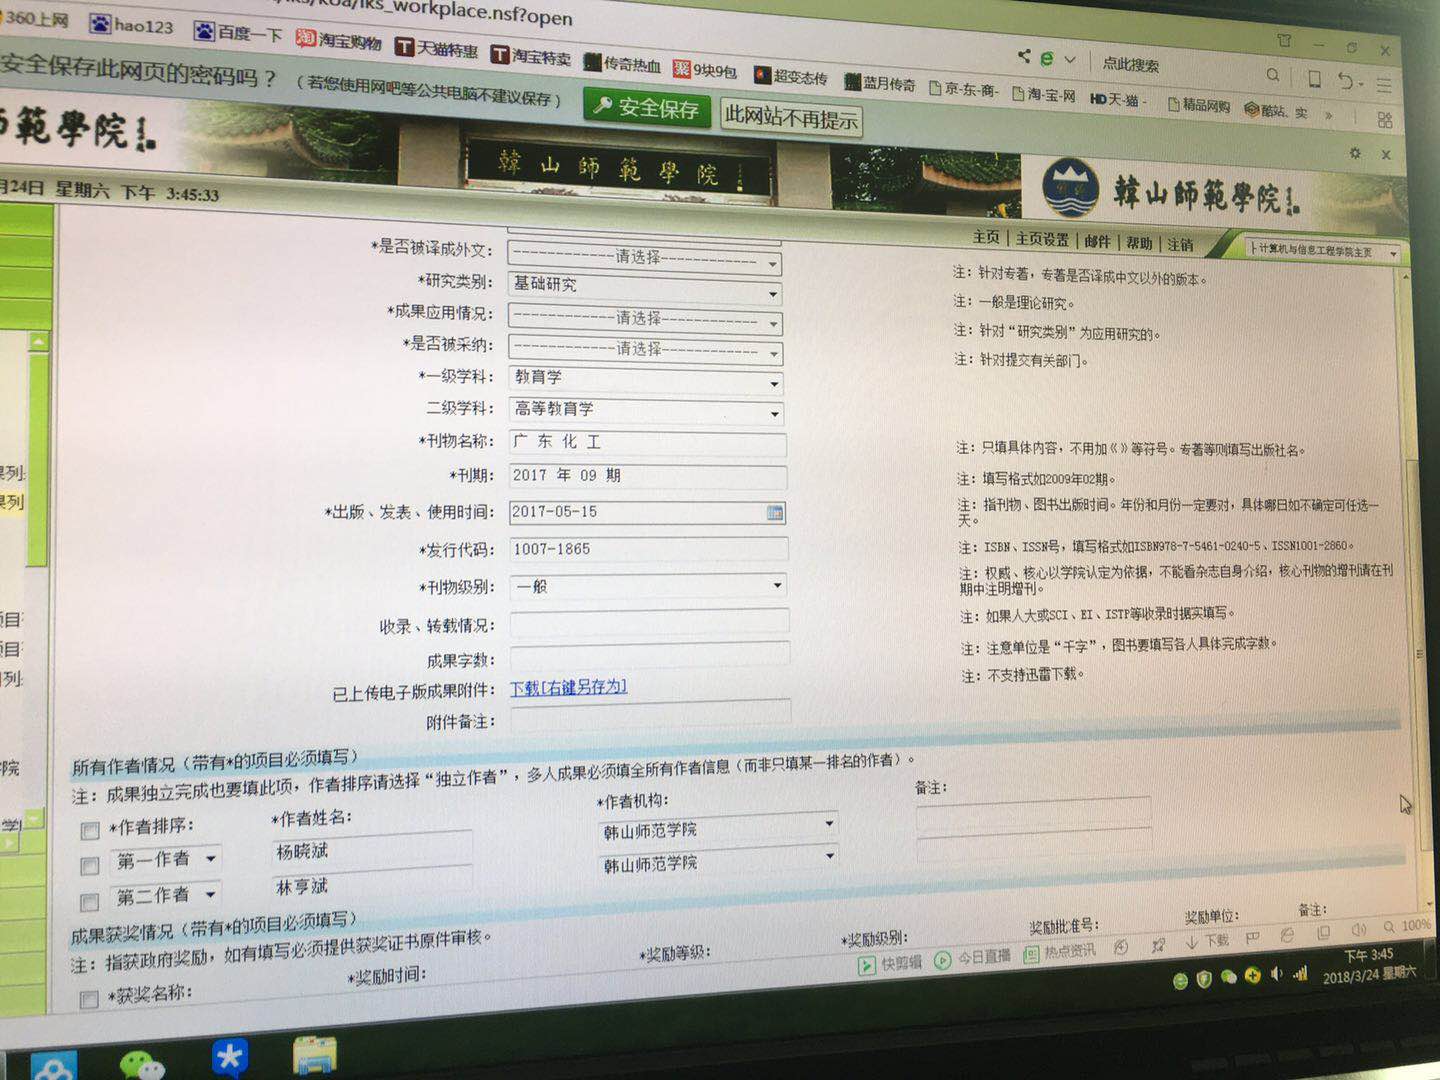 lks_workplace.nsf?open
360上网 hao123 百度一下 淘宝购物 天猫特惠 淘宝特卖 传奇热血 9块9包 超变态传 蓝月传奇 京-东-商- 淘-宝-网 HD天-猫- 精品网购 酷站、实 »
点此搜索
安全保存此网页的密码吗？ （若您使用网吧等公共电脑不建议保存） 安全保存 此网站不再提示
範學院
韓山師範學院
韓山師範學院
月24日 星期六 下午 3:45:33
主页 | 主页设置 | 邮件 | 帮助 | 注销
├计算机与信息工程学院主页
*是否被译成外文： -------------请选择------------- 注：针对专著，专著是否译成中文以外的版本。
*研究类别： 基础研究 注：一般是理论研究。
*成果应用情况： -------------请选择------------- 注：针对“研究类别”为应用研究的。
*是否被采纳： -------------请选择------------- 注：针对提交有关部门。
*一级学科： 教育学
二级学科： 高等教育学
*刊物名称： 广 东 化 工 注：只填具体内容，不用加《》等符号。专著等则填写出版社名。
*刊期： 2017 年 09 期 注：填写格式如2009年02期。
*出版、发表、使用时间： 2017-05-15 注：指刊物、图书出版时间。年份和月份一定要对，具体哪日如不确定可任选一
天。
*发行代码： 1007-1865 注：ISBN、ISSN号，填写格式如ISBN978-7-5461-0240-5、ISSN1001-2860。
*刊物级别： 一般 注：权威、核心以学院认定为依据，不能看杂志自身介绍，核心刊物的增刊请在刊
期中注明增刊。
收录、转载情况： 注：如果人大或SCI、EI、ISTP等收录时据实填写。
成果字数： 注：注意单位是“千字”，图书要填写各人具体完成字数。
已上传电子版成果附件： 下载[右键另存为] 注：不支持迅雷下载。
附件备注：
所有作者情况（带有*的项目必须填写）
注：成果独立完成也要填此项，作者排序请选择“独立作者”，多人成果必须填全所有作者信息（而非只填某一排名的作者）。
*作者排序： *作者姓名： *作者机构： 备注：
第一作者 杨晓斌 韩山师范学院
第二作者 林亨斌 韩山师范学院
成果获奖情况（带有*的项目必须填写）
注：指获政府奖励，如有填写必须提供获奖证书原件审核。
*获奖名称： *奖励时间： *奖励等级： *奖励级别： 奖励批准号： 奖励单位： 备注：
快剪辑 今日直播 热点资讯 下载 100%
下午 3:45
2018/3/24 星期六